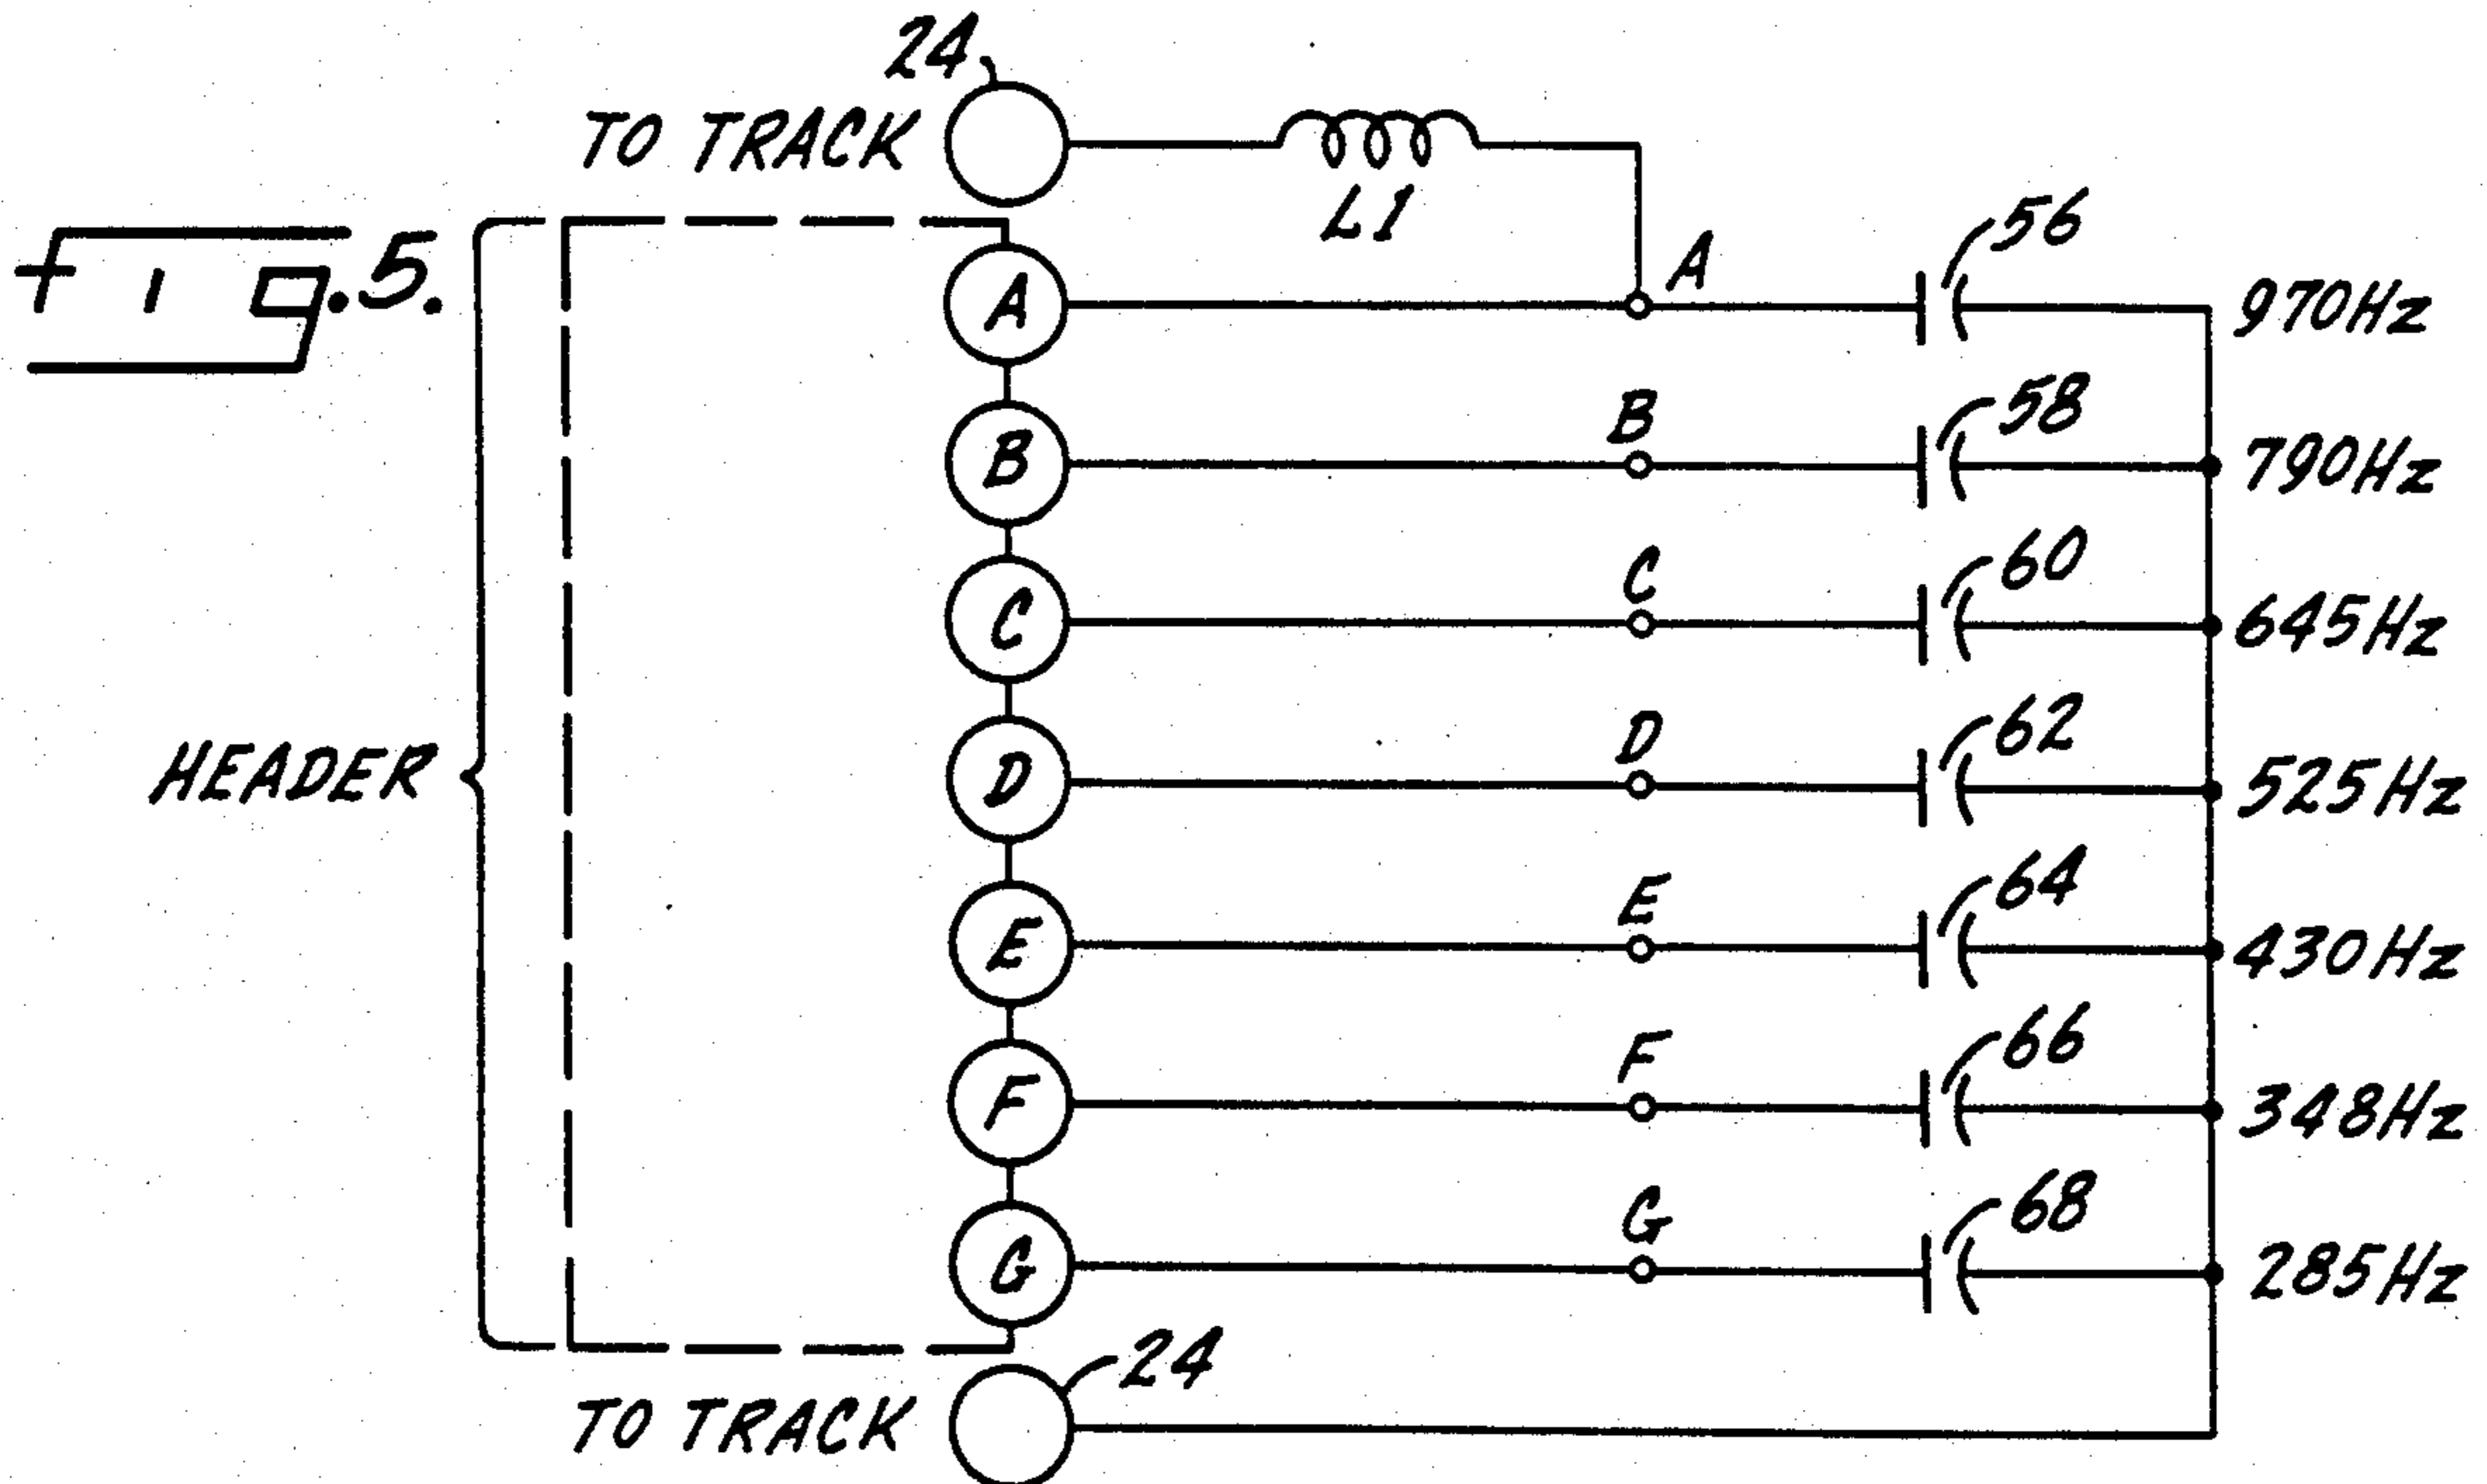 24
TO TRACK
L1
Fig.5.
HEADER
A A 56 970Hz
B B 58 790Hz
C C 60 645Hz
D D 62 525Hz
E E 64 430Hz
F F 66 348Hz
G G 68 285Hz
24
TO TRACK